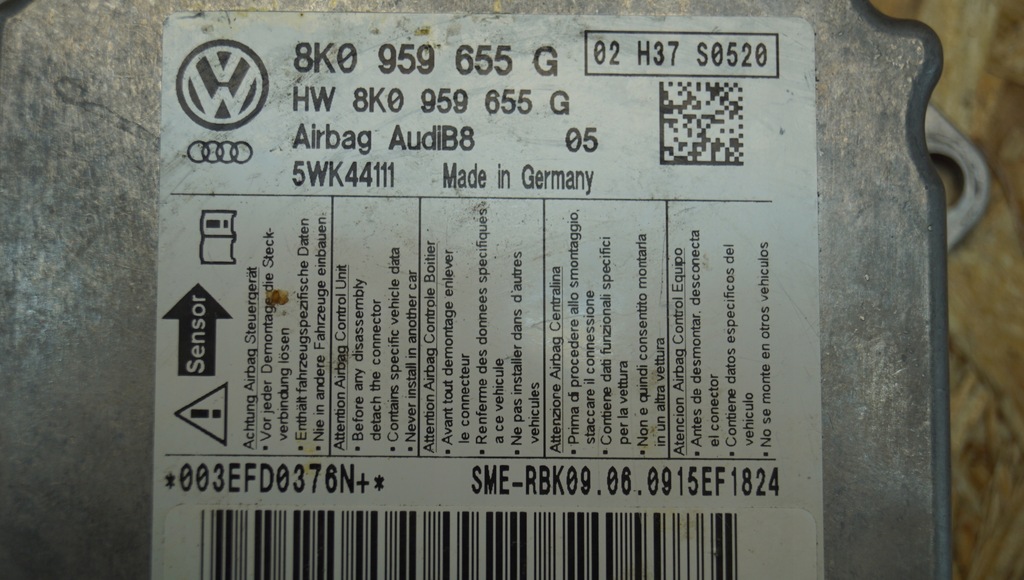 8K0 959 655 G
02 H37 S0520
HW 8K0 959 655 G
Airbag AudiB8 05
5WK44111 Made in Germany
Sensor
Achtung Airbag Steuergerät
• Vor jeder Demontage die Steck-
verbindung lösen
• Enthält fahrzeugspezifische Daten
• Nie in andere Fahrzeuge einbauen
Attention Airbag Control Unit
• Before any disassembly
detach the connector
• Contains specific vehicle data
• Never install in another car
Attention Airbag Controle Boitier
• Avant tout demontage enlever
le connecteur
• Renferme des donnees specifiques
a ce vehicule
• Ne pas installer dans d'autres
vehicules
Attenzione Airbag Centralina
• Prima di procedere allo smontaggio,
staccare il connessione
• Contiene dati funzionali specifici
per la vettura
• Non e quindi consentito montarla
in un altra vettura
Atencion Airbag Control Equipo
• Antes de desmontar, desconecta
el conector
• Contiene datos especificos del
vehiculo
• No se monte en otros vehiculos
*003EFD0376N+* SME-RBK09.06.0915EF1824